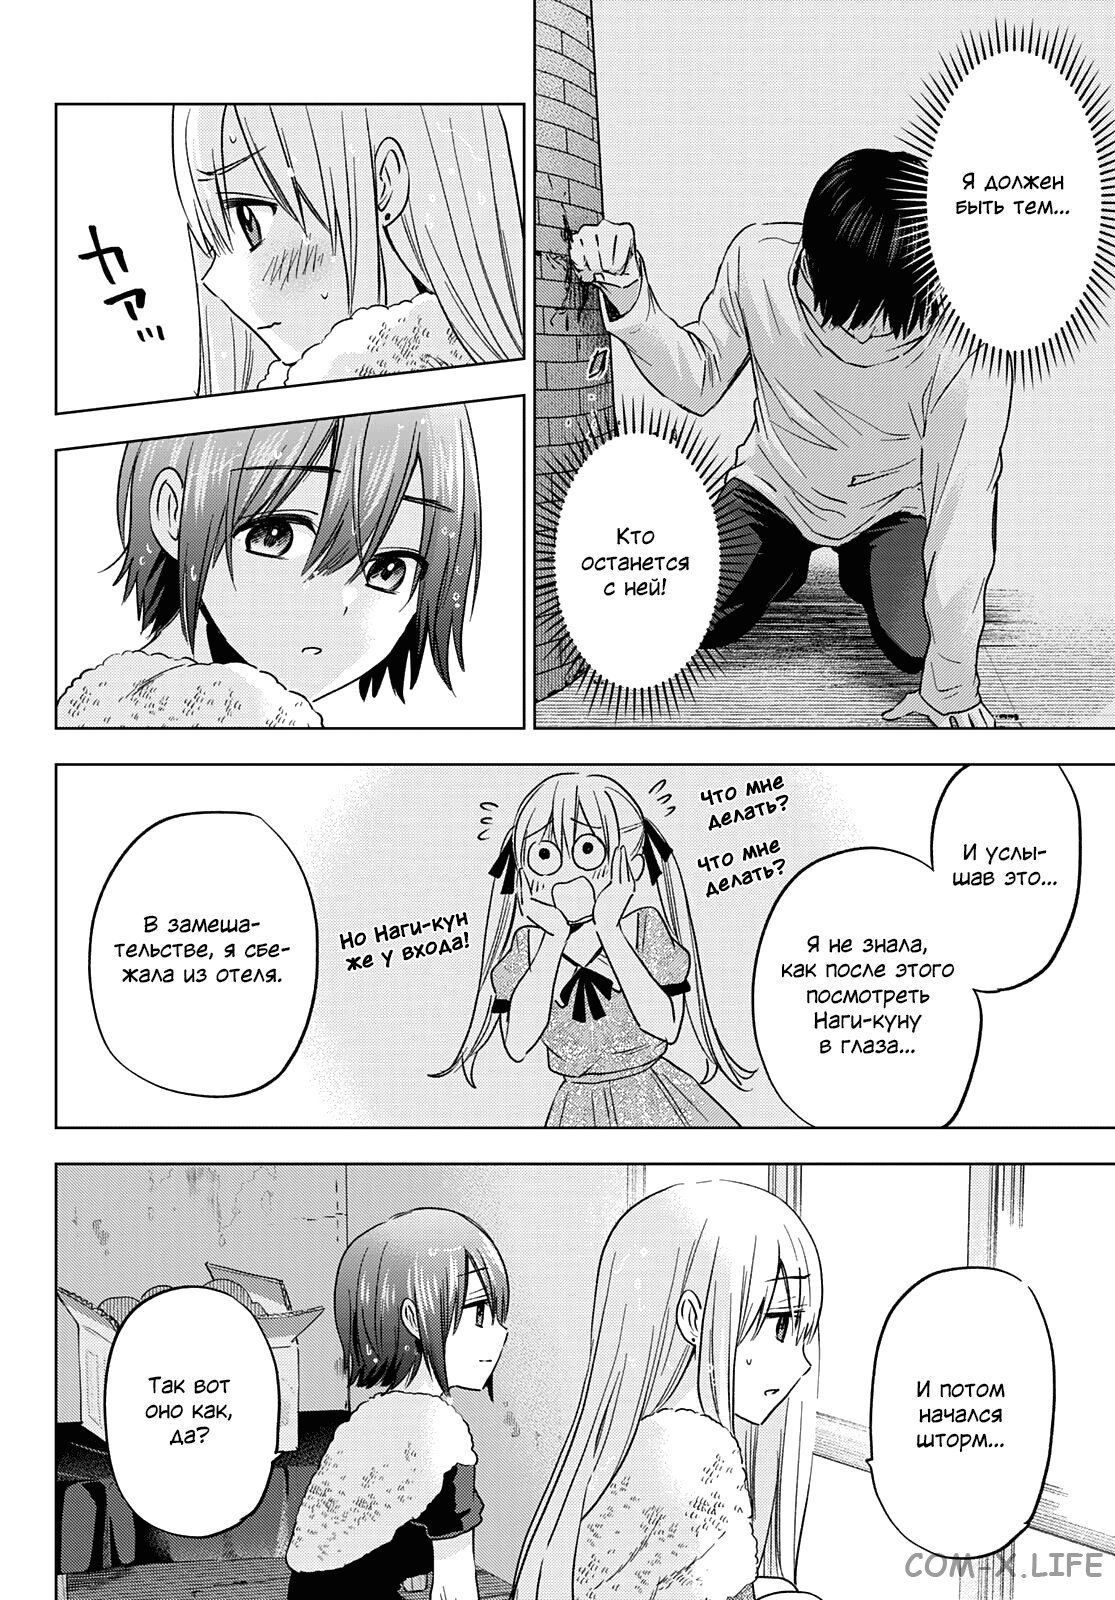 Я должен
быть тем...
Кто
останется
с ней!
カアッ
И услы-
шав это...
Я не знала,
как после этого
посмотреть
Наги-куну
в глаза...
Что мне
делать?
Что мне
делать?
Но Наги-кун
же у входа!
В замеша-
тельстве, я сбе-
жала из отеля.
И потом
начался
шторм...
Так вот
оно как,
да?
COM-X.LIFE